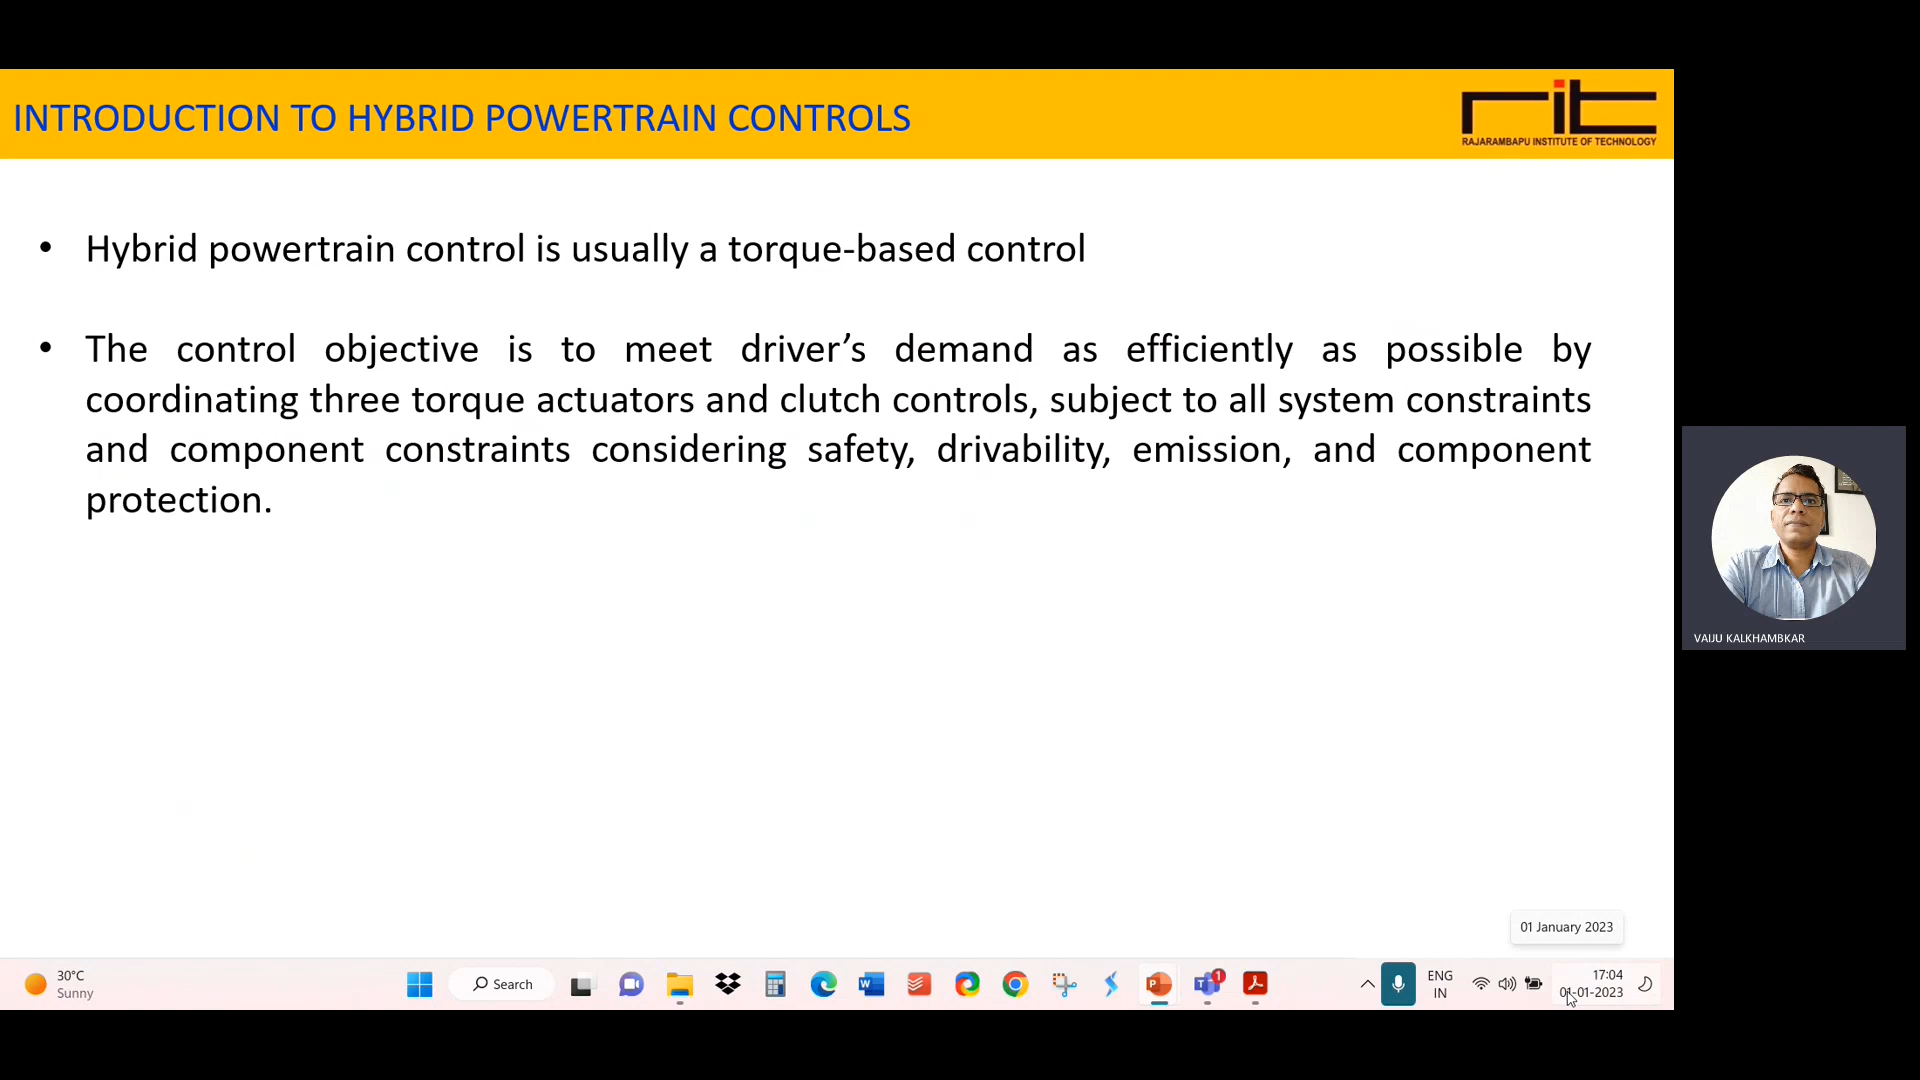 INTRODUCTION TO HYBRID POWERTRAIN CONTROLS
rit
RAJARAMBAPU INSTITUTE OF TECHNOLOGY
• Hybrid powertrain control is usually a torque-based control
• The control objective is to meet driver’s demand as efficiently as possible by
coordinating three torque actuators and clutch controls, subject to all system constraints
and component constraints considering safety, drivability, emission, and component
protection.
VAIJU KALKHAMBKAR
01 January 2023
30°C
Sunny
Search
1
ENG
IN
17:04
01-01-2023